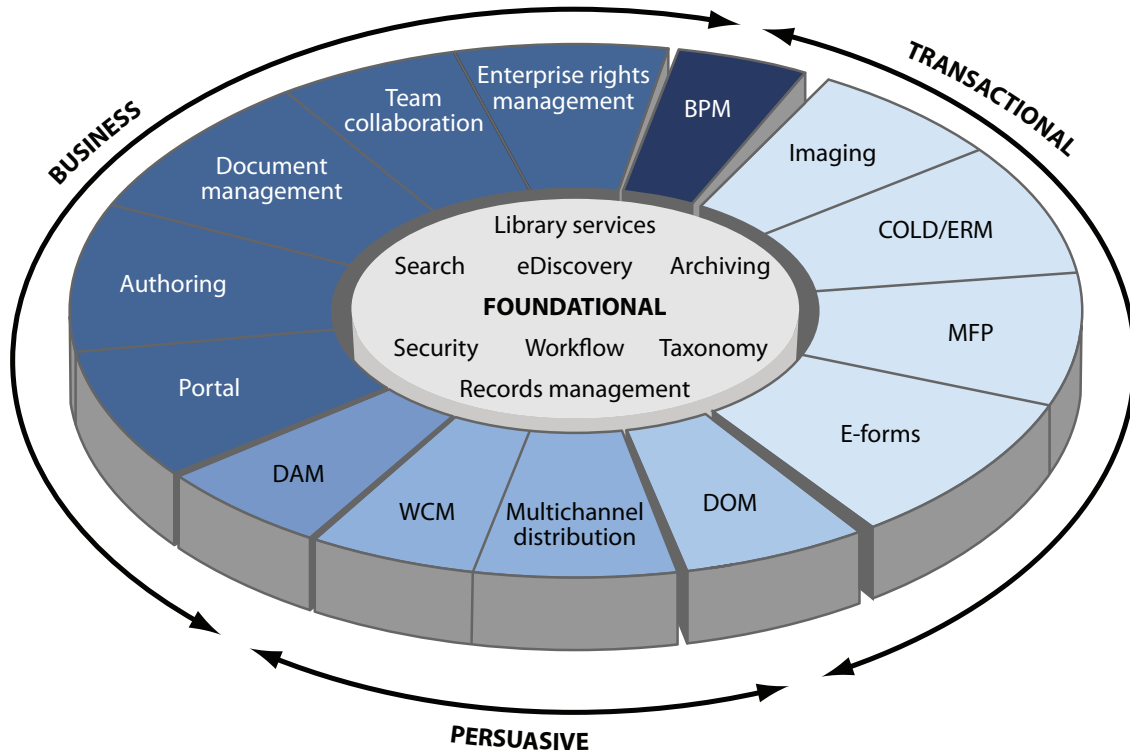 BUSINESS
TRANSACTIONAL
PERSUASIVE
Enterprise rights
management
BPM
Team
collaboration
Imaging
Document
management
COLD/ERM
Authoring
MFP
Portal
E-forms
DAM
WCM
Multichannel
distribution
DOM
Library services
Search eDiscovery Archiving
FOUNDATIONAL
Security Workflow Taxonomy
Records management